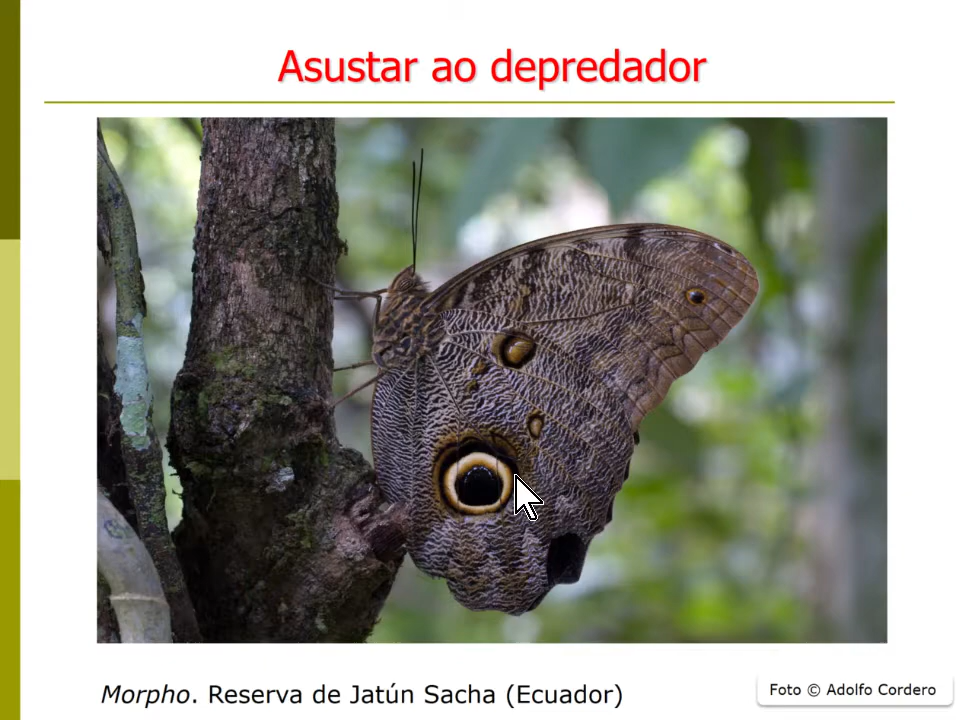 Asustar ao depredador
Morpho. Reserva de Jatún Sacha (Ecuador)
Foto © Adolfo Cordero